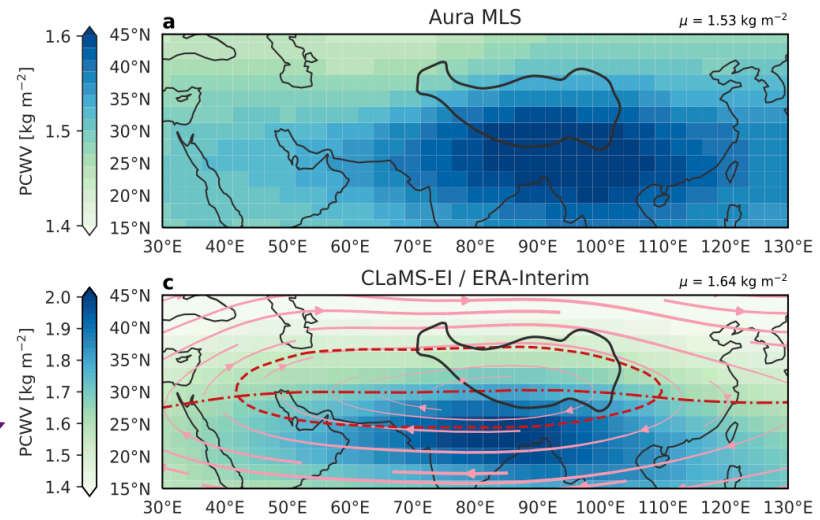 a Aura MLS μ = 1.53 kg m⁻²
PCWV [kg m⁻²]
1.6
1.5
1.4
45°N
40°N
35°N
30°N
25°N
20°N
15°N
30°E 40°E 50°E 60°E 70°E 80°E 90°E 100°E 110°E 120°E 130°E
c CLaMS-EI / ERA-Interim μ = 1.64 kg m⁻²
PCWV [kg m⁻²]
2.0
1.9
1.8
1.7
1.6
1.5
1.4
45°N
40°N
35°N
30°N
25°N
20°N
15°N
30°E 40°E 50°E 60°E 70°E 80°E 90°E 100°E 110°E 120°E 130°E